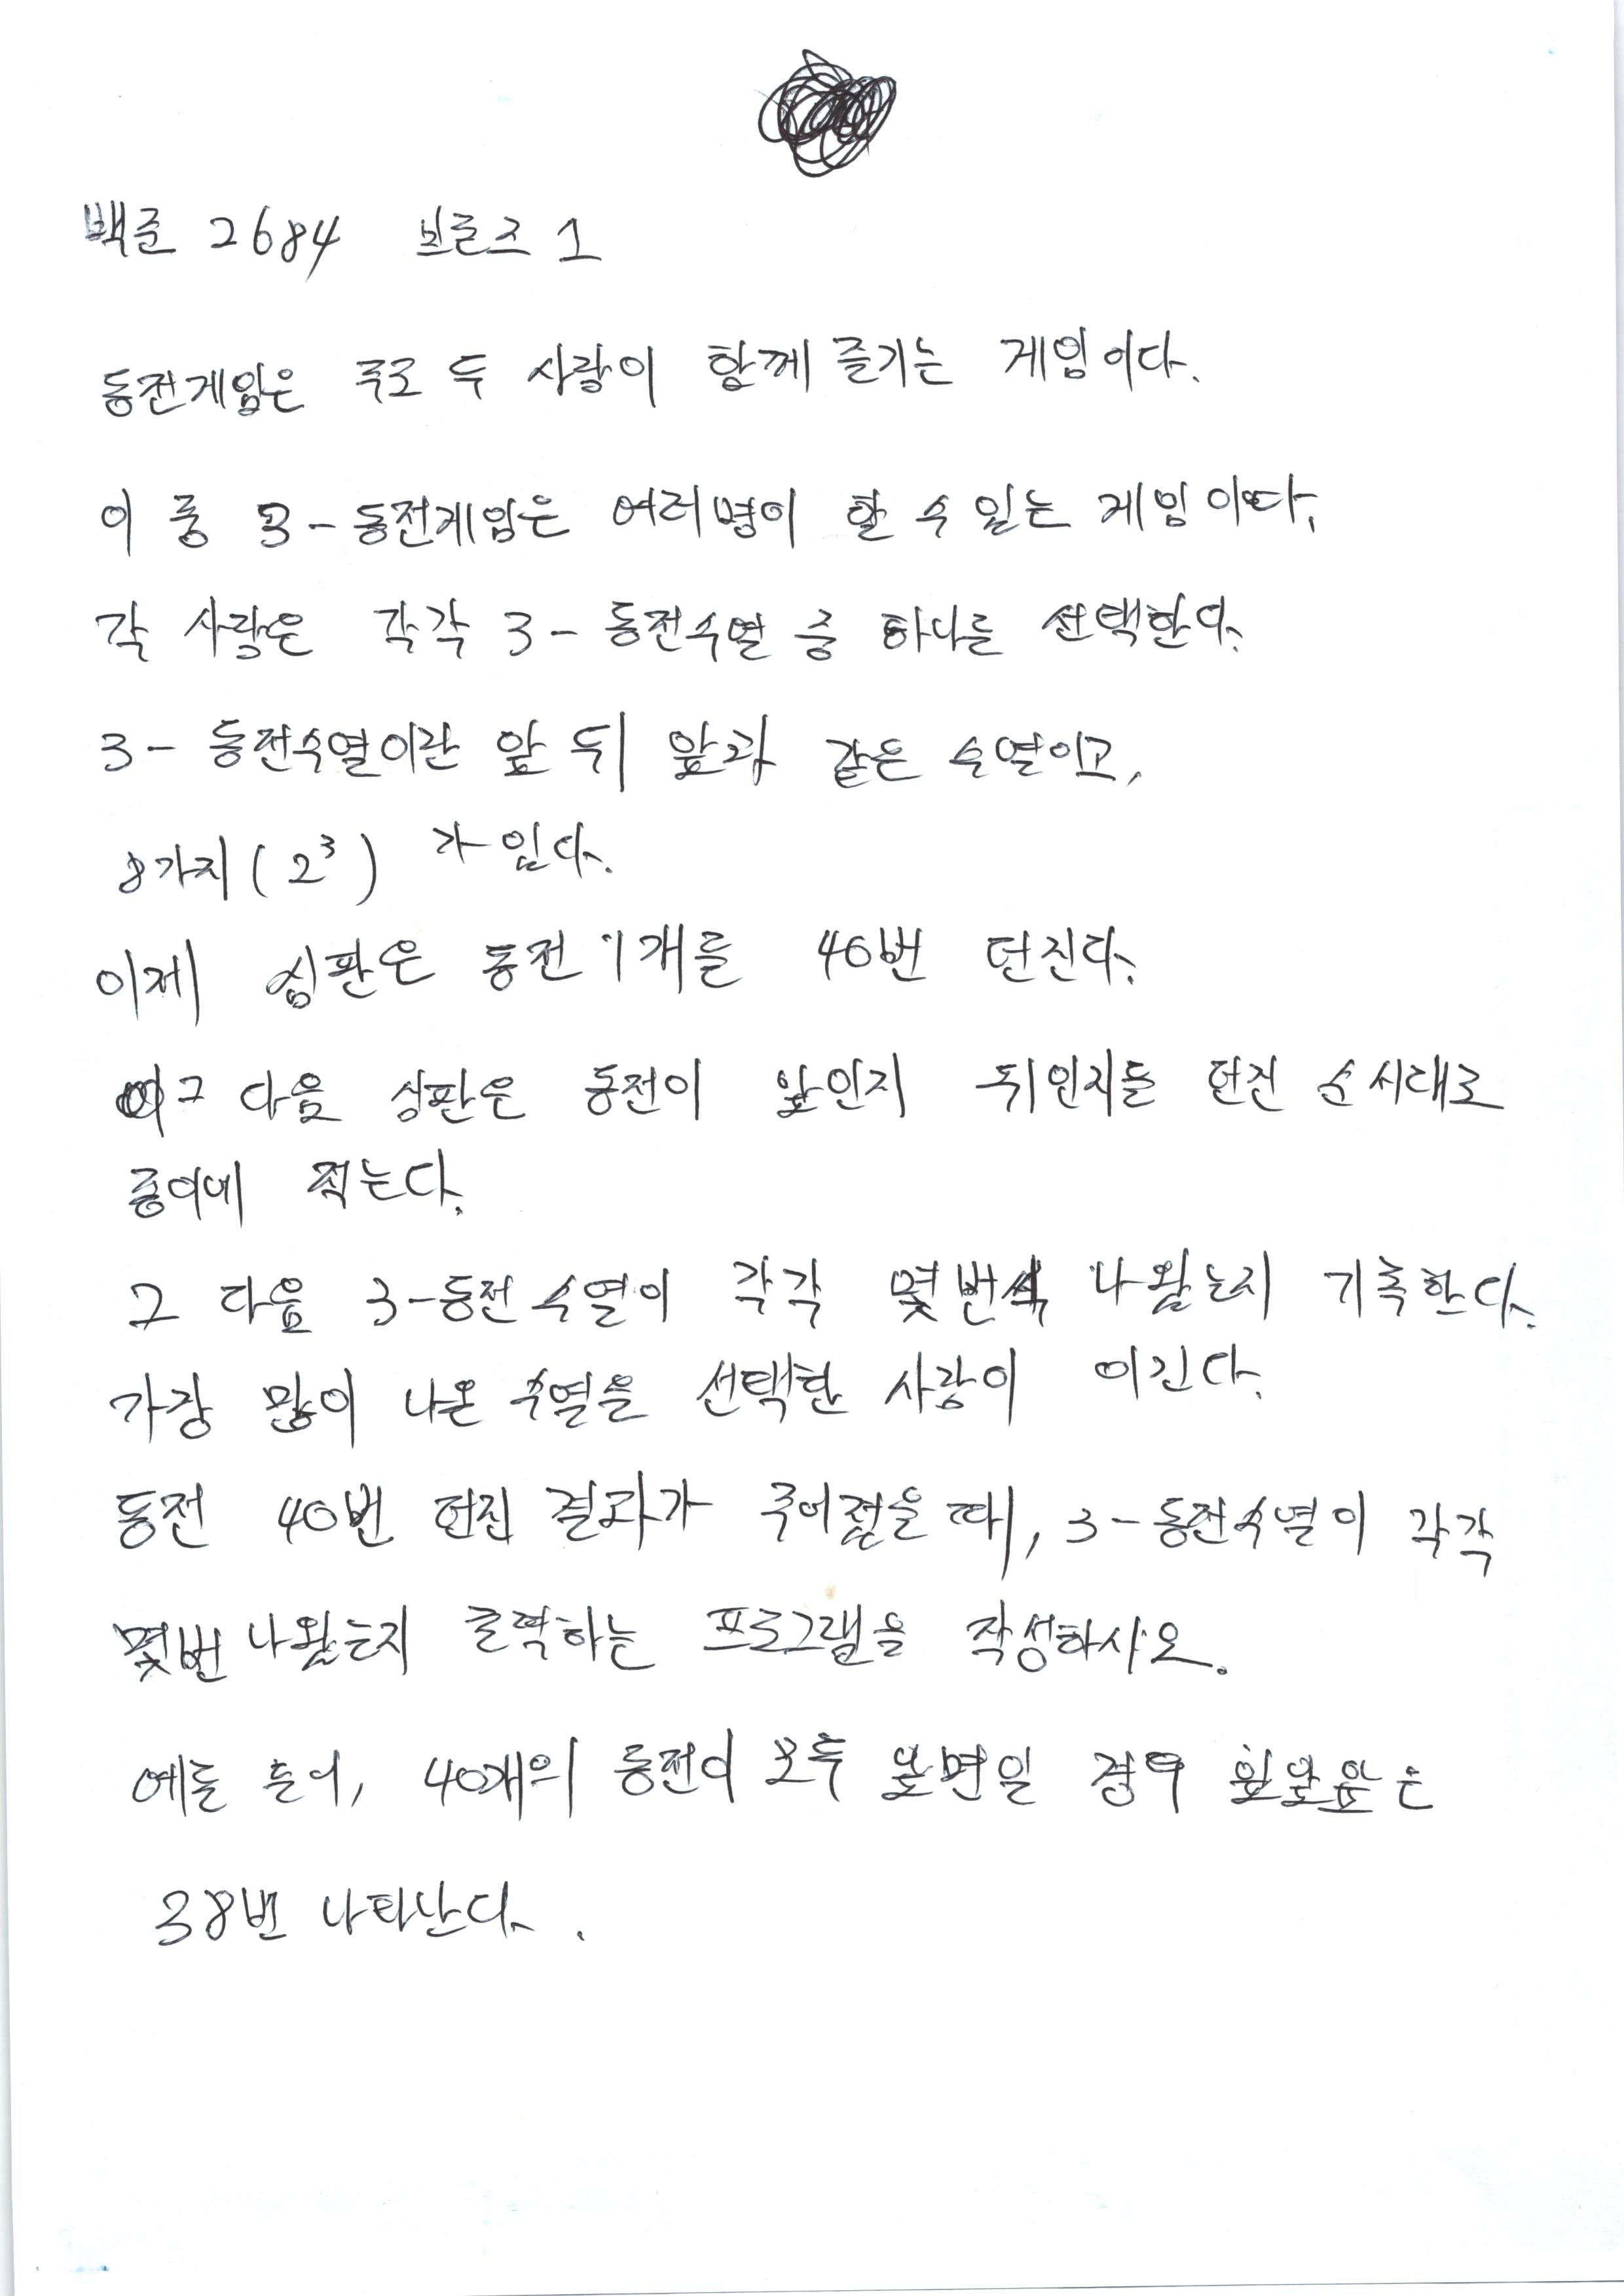 백준 2684 브론즈 1
동전게임은 주로 두 사람이 함께 즐기는 게임이다.
이 중 3-동전게임은 여러명이 할 수 있는 게임이다.
각 사람은 각각 3-동전수열 중 하나를 선택한다.
3-동전수열이란 앞 뒤 앞과 같은 수열이고,
8가지(2³)가 있다.
이제 심판은 동전 1개를 40번 던진다.
그 다음 심판은 동전이 앞인지 뒤인지를 던진 순서대로
종이에 적는다.
그 다음 3-동전수열이 각각 몇번씩 나왔는지 기록한다.
가장 많이 나온 수열을 선택한 사람이 이긴다.
동전 40번 던진 결과가 주어졌을 때, 3-동전수열이 각각
몇번 나왔는지 출력하는 프로그램을 작성하시오.
예를 들어, 40개의 동전이 모두 앞면일 경우 앞앞앞은
38번 나타난다.